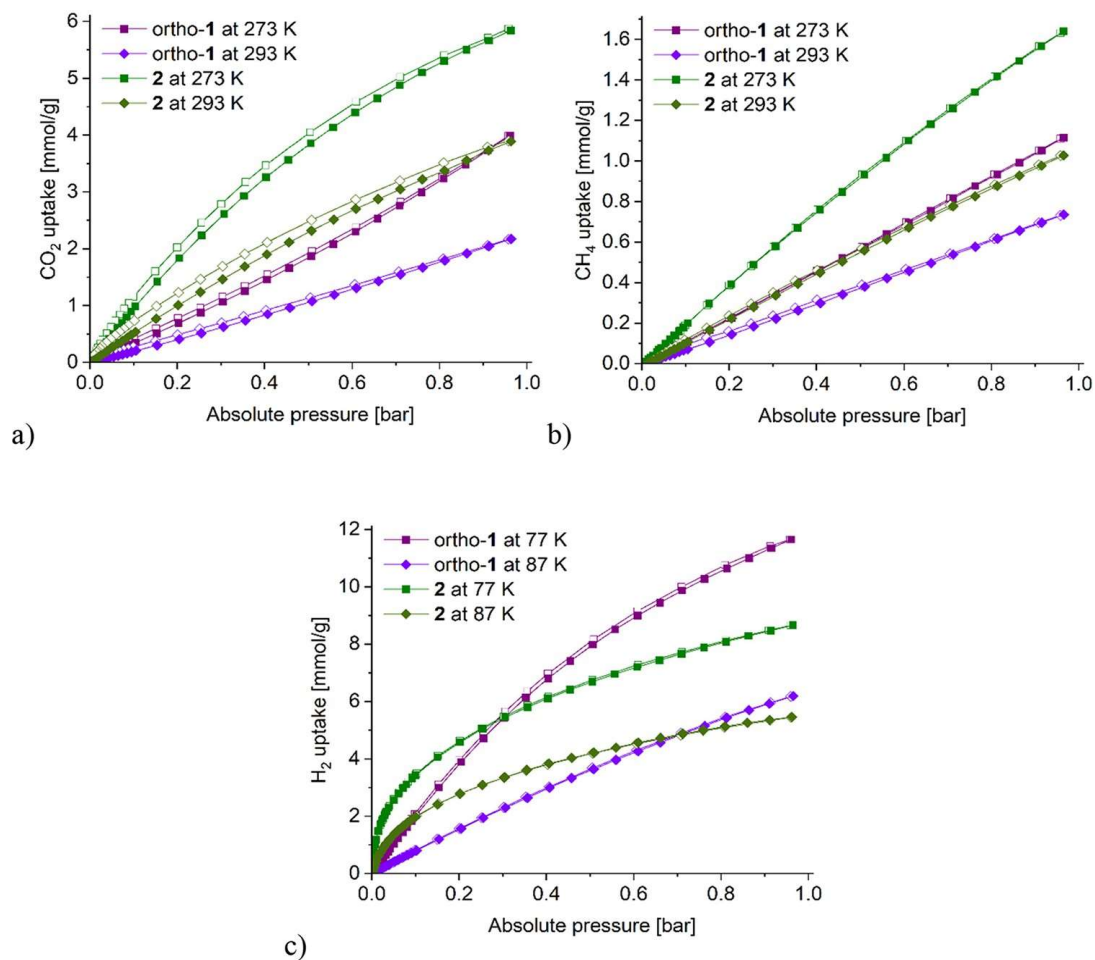 ortho-1 at 273 K
ortho-1 at 293 K
2 at 273 K
2 at 293 K
CO2 uptake [mmol/g]
6
5
4
3
2
1
0
0.0 0.2 0.4 0.6 0.8 1.0
Absolute pressure [bar]
a)
ortho-1 at 273 K
ortho-1 at 293 K
2 at 273 K
2 at 293 K
CH4 uptake [mmol/g]
1.6
1.4
1.2
1.0
0.8
0.6
0.4
0.2
0.0
0.0 0.2 0.4 0.6 0.8 1.0
Absolute pressure [bar]
b)
ortho-1 at 77 K
ortho-1 at 87 K
2 at 77 K
2 at 87 K
H2 uptake [mmol/g]
12
10
8
6
4
2
0
0.0 0.2 0.4 0.6 0.8 1.0
Absolute pressure [bar]
c)